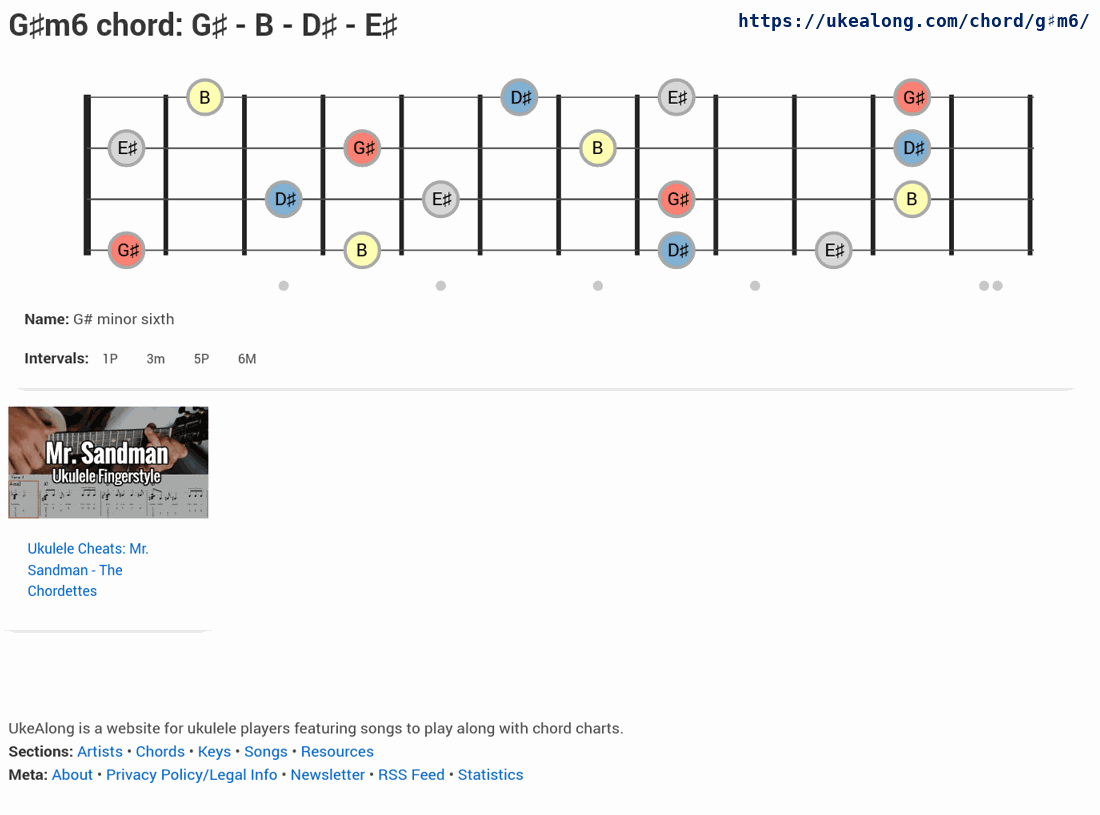 G♯m6 chord: G♯ - B - D♯ - E♯
https://ukealong.com/chord/g♯m6/
B D♯ E♯ G♯
E♯ G♯ B D♯
D♯ E♯ G♯ B
G♯ B D♯ E♯
Name: G# minor sixth
Intervals: 1P 3m 5P 6M
Mr. Sandman
Ukulele Fingerstyle
Ukulele Cheats: Mr.
Sandman - The
Chordettes
UkeAlong is a website for ukulele players featuring songs to play along with chord charts.
Sections: Artists • Chords • Keys • Songs • Resources
Meta: About • Privacy Policy/Legal Info • Newsletter • RSS Feed • Statistics